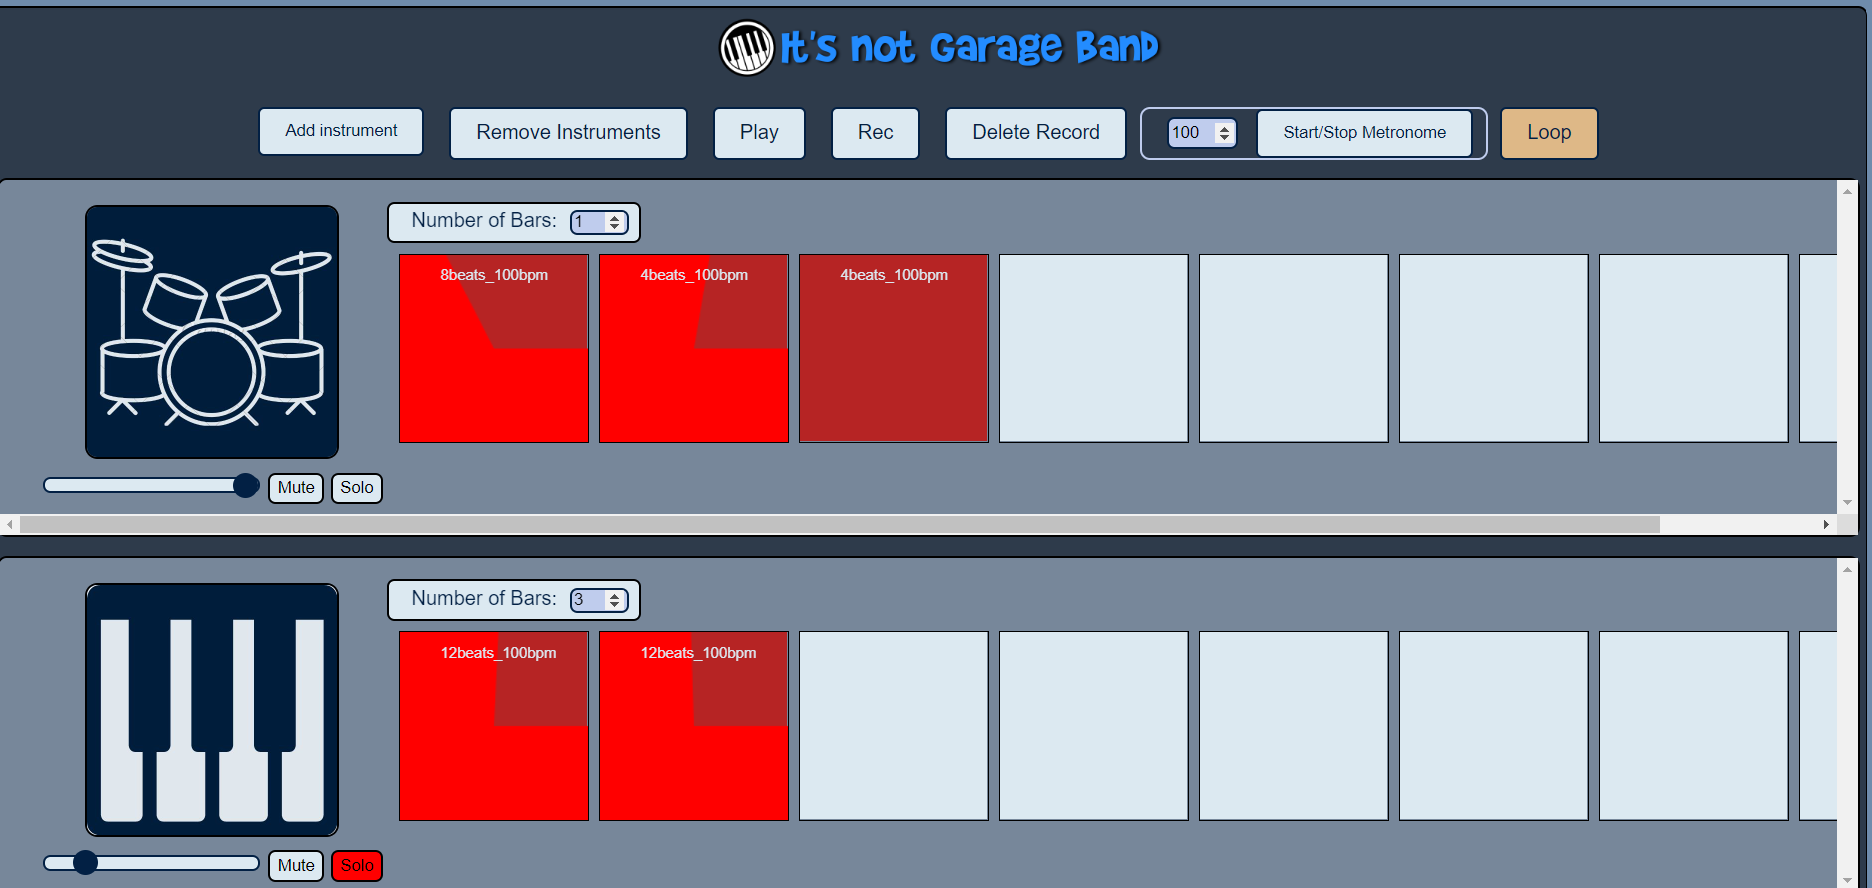 It's not Garage Band
Add instrument
Remove Instruments
Play
Rec
Delete Record
100
Start/Stop Metronome
Loop
Number of Bars: 1
8beats_100bpm
4beats_100bpm
4beats_100bpm
Mute
Solo
Number of Bars: 3
12beats_100bpm
12beats_100bpm
Mute
Solo